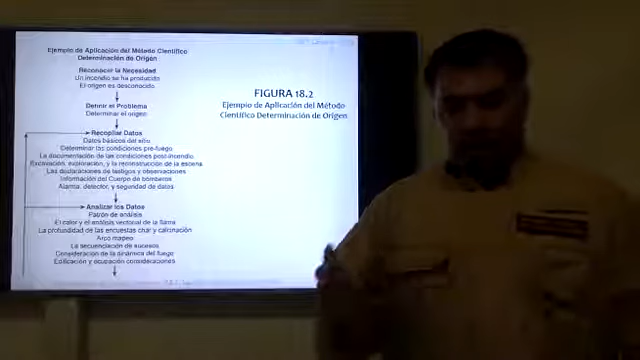 Ejemplo de Aplicación del Método Científico
Determinación de Origen
Reconocer la Necesidad
Un incendio se ha producido
El origen es desconocido
Definir el Problema
Determinar el origen
Recopilar Datos
Datos básicos del sitio
Determinar las condiciones pre-fuego
La documentación de las condiciones post-incendio
Excavación, exploración, y la reconstrucción de la escena
Las declaraciones de testigos y observaciones
Información del Cuerpo de bomberos
Alarma, detector, y seguridad de datos
Analizar los Datos
Patrón de análisis
El calor y el análisis vectorial de la llama
La profundidad de las encuestas char y calcinación
Arco mapeo
La secuenciación de sucesos
Consideración de la dinámica del fuego
Edificación y ocupación consideraciones
FIGURA 18.2
Ejemplo de Aplicación del Método
Científico Determinación de Origen